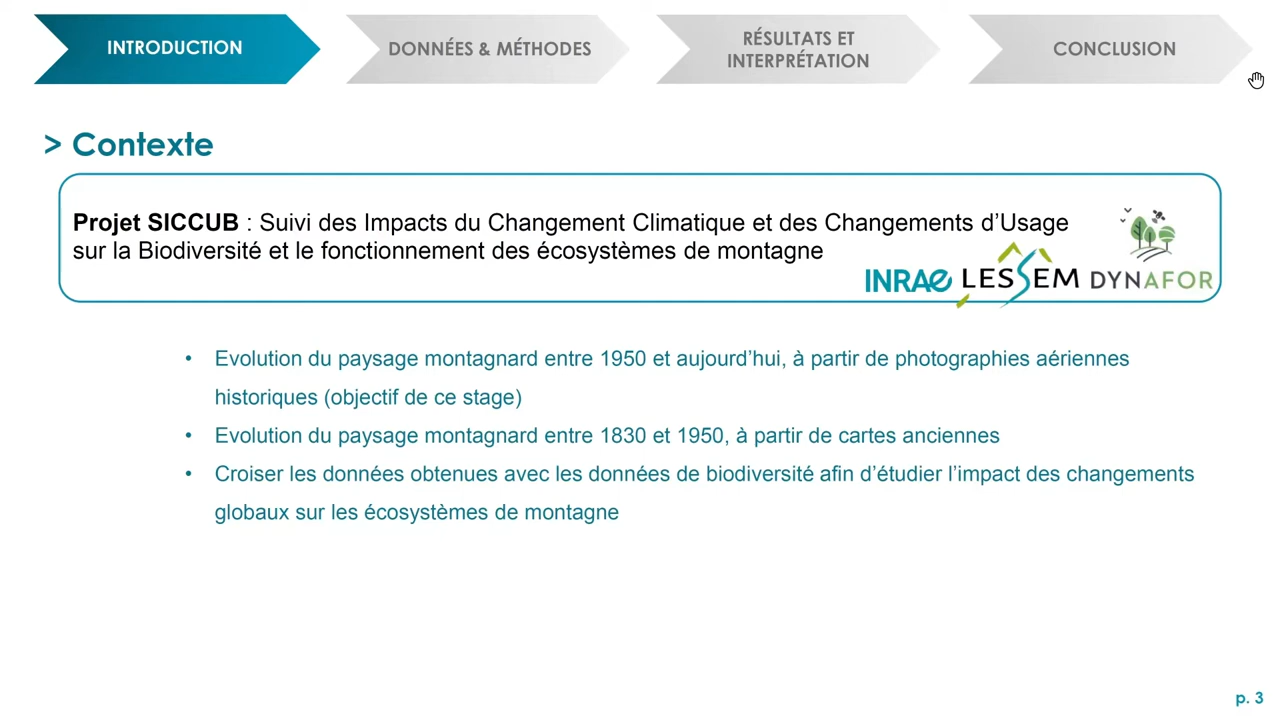 INTRODUCTION
DONNÉES & MÉTHODES
RÉSULTATS ET
INTERPRÉTATION
CONCLUSION
> Contexte
Projet SICCUB : Suivi des Impacts du Changement Climatique et des Changements d’Usage
sur la Biodiversité et le fonctionnement des écosystèmes de montagne
INRAE LESSEM DYNAFOR
• Evolution du paysage montagnard entre 1950 et aujourd’hui, à partir de photographies aériennes
historiques (objectif de ce stage)
• Evolution du paysage montagnard entre 1830 et 1950, à partir de cartes anciennes
• Croiser les données obtenues avec les données de biodiversité afin d’étudier l’impact des changements
globaux sur les écosystèmes de montagne
p. 3